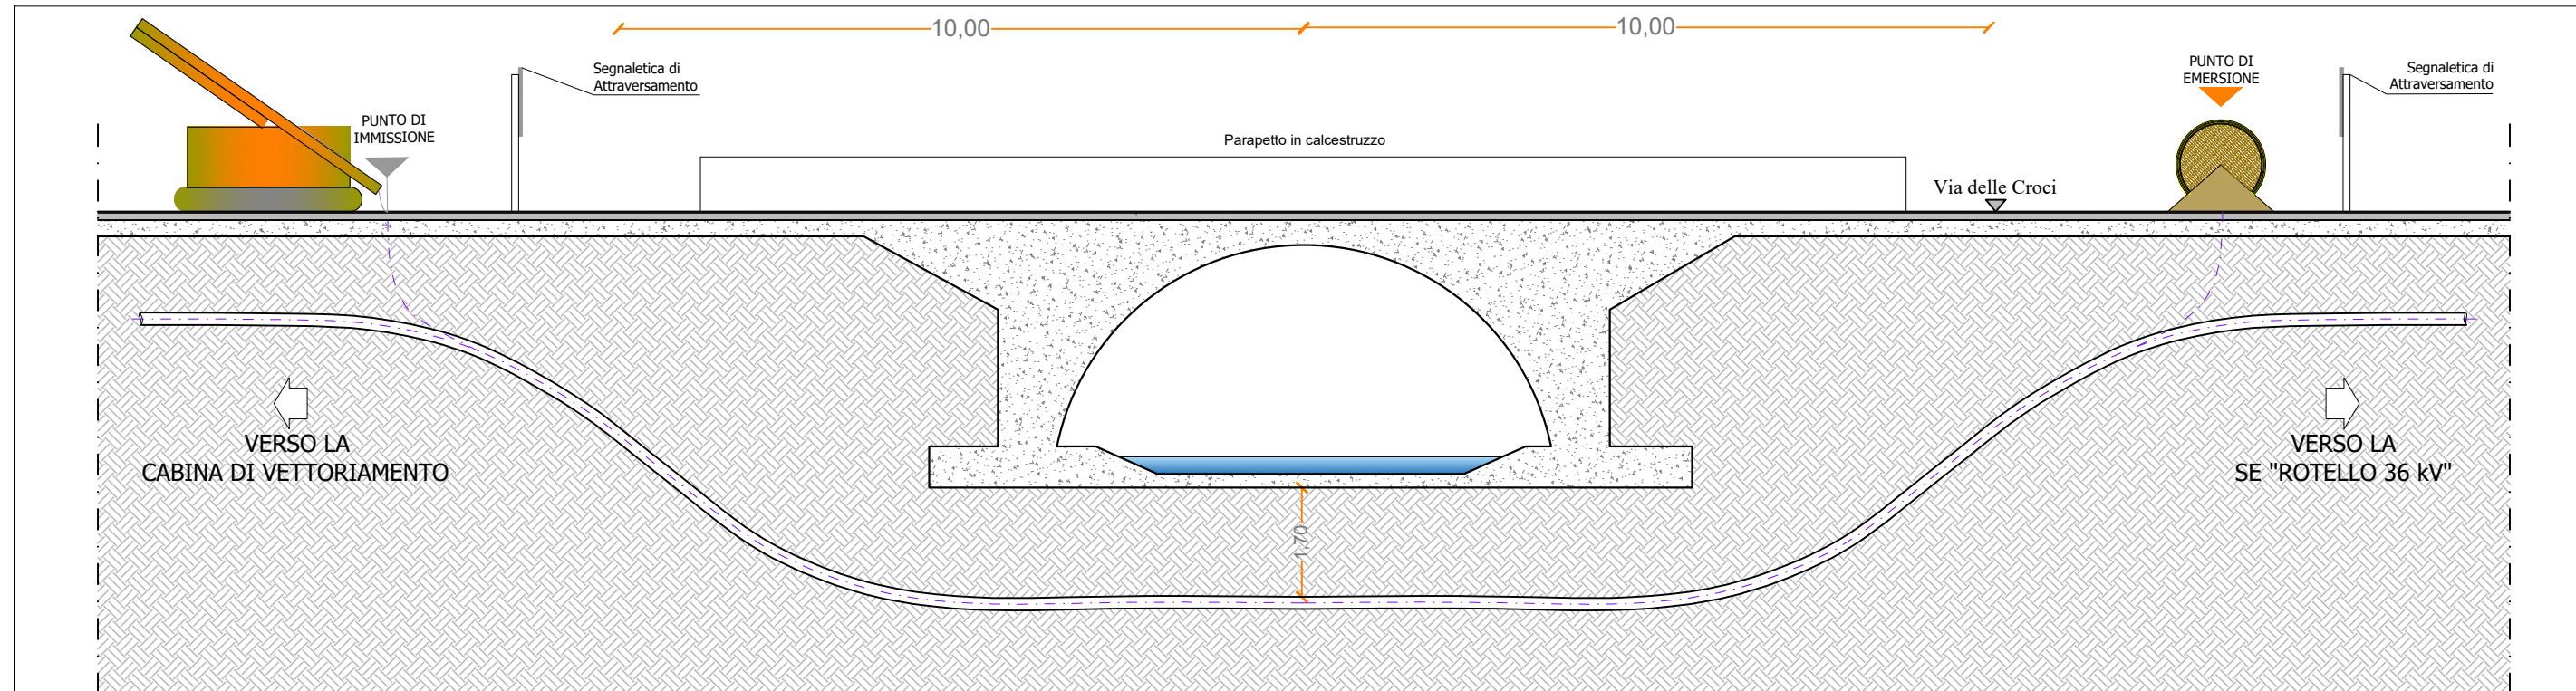 10,00
10,00
Segnaletica di
Attraversamento
PUNTO DI
EMERSIONE
Segnaletica di
Attraversamento
PUNTO DI
IMMISSIONE
Parapetto in calcestruzzo
Via delle Croci
VERSO LA
CABINA DI VETTORIAMENTO
VERSO LA
SE "ROTELLO 36 kV"
1,70